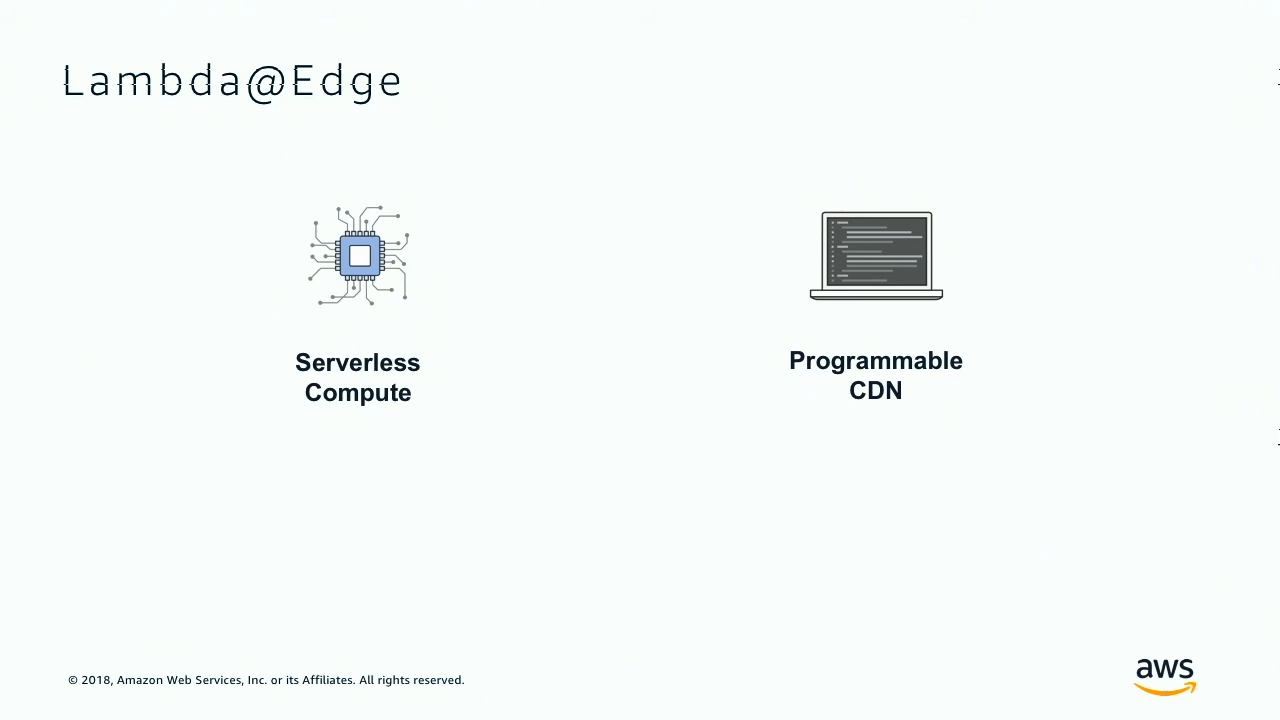 Lambda@Edge
Serverless
Compute
Programmable
CDN
© 2018, Amazon Web Services, Inc. or its Affiliates. All rights reserved.
aws